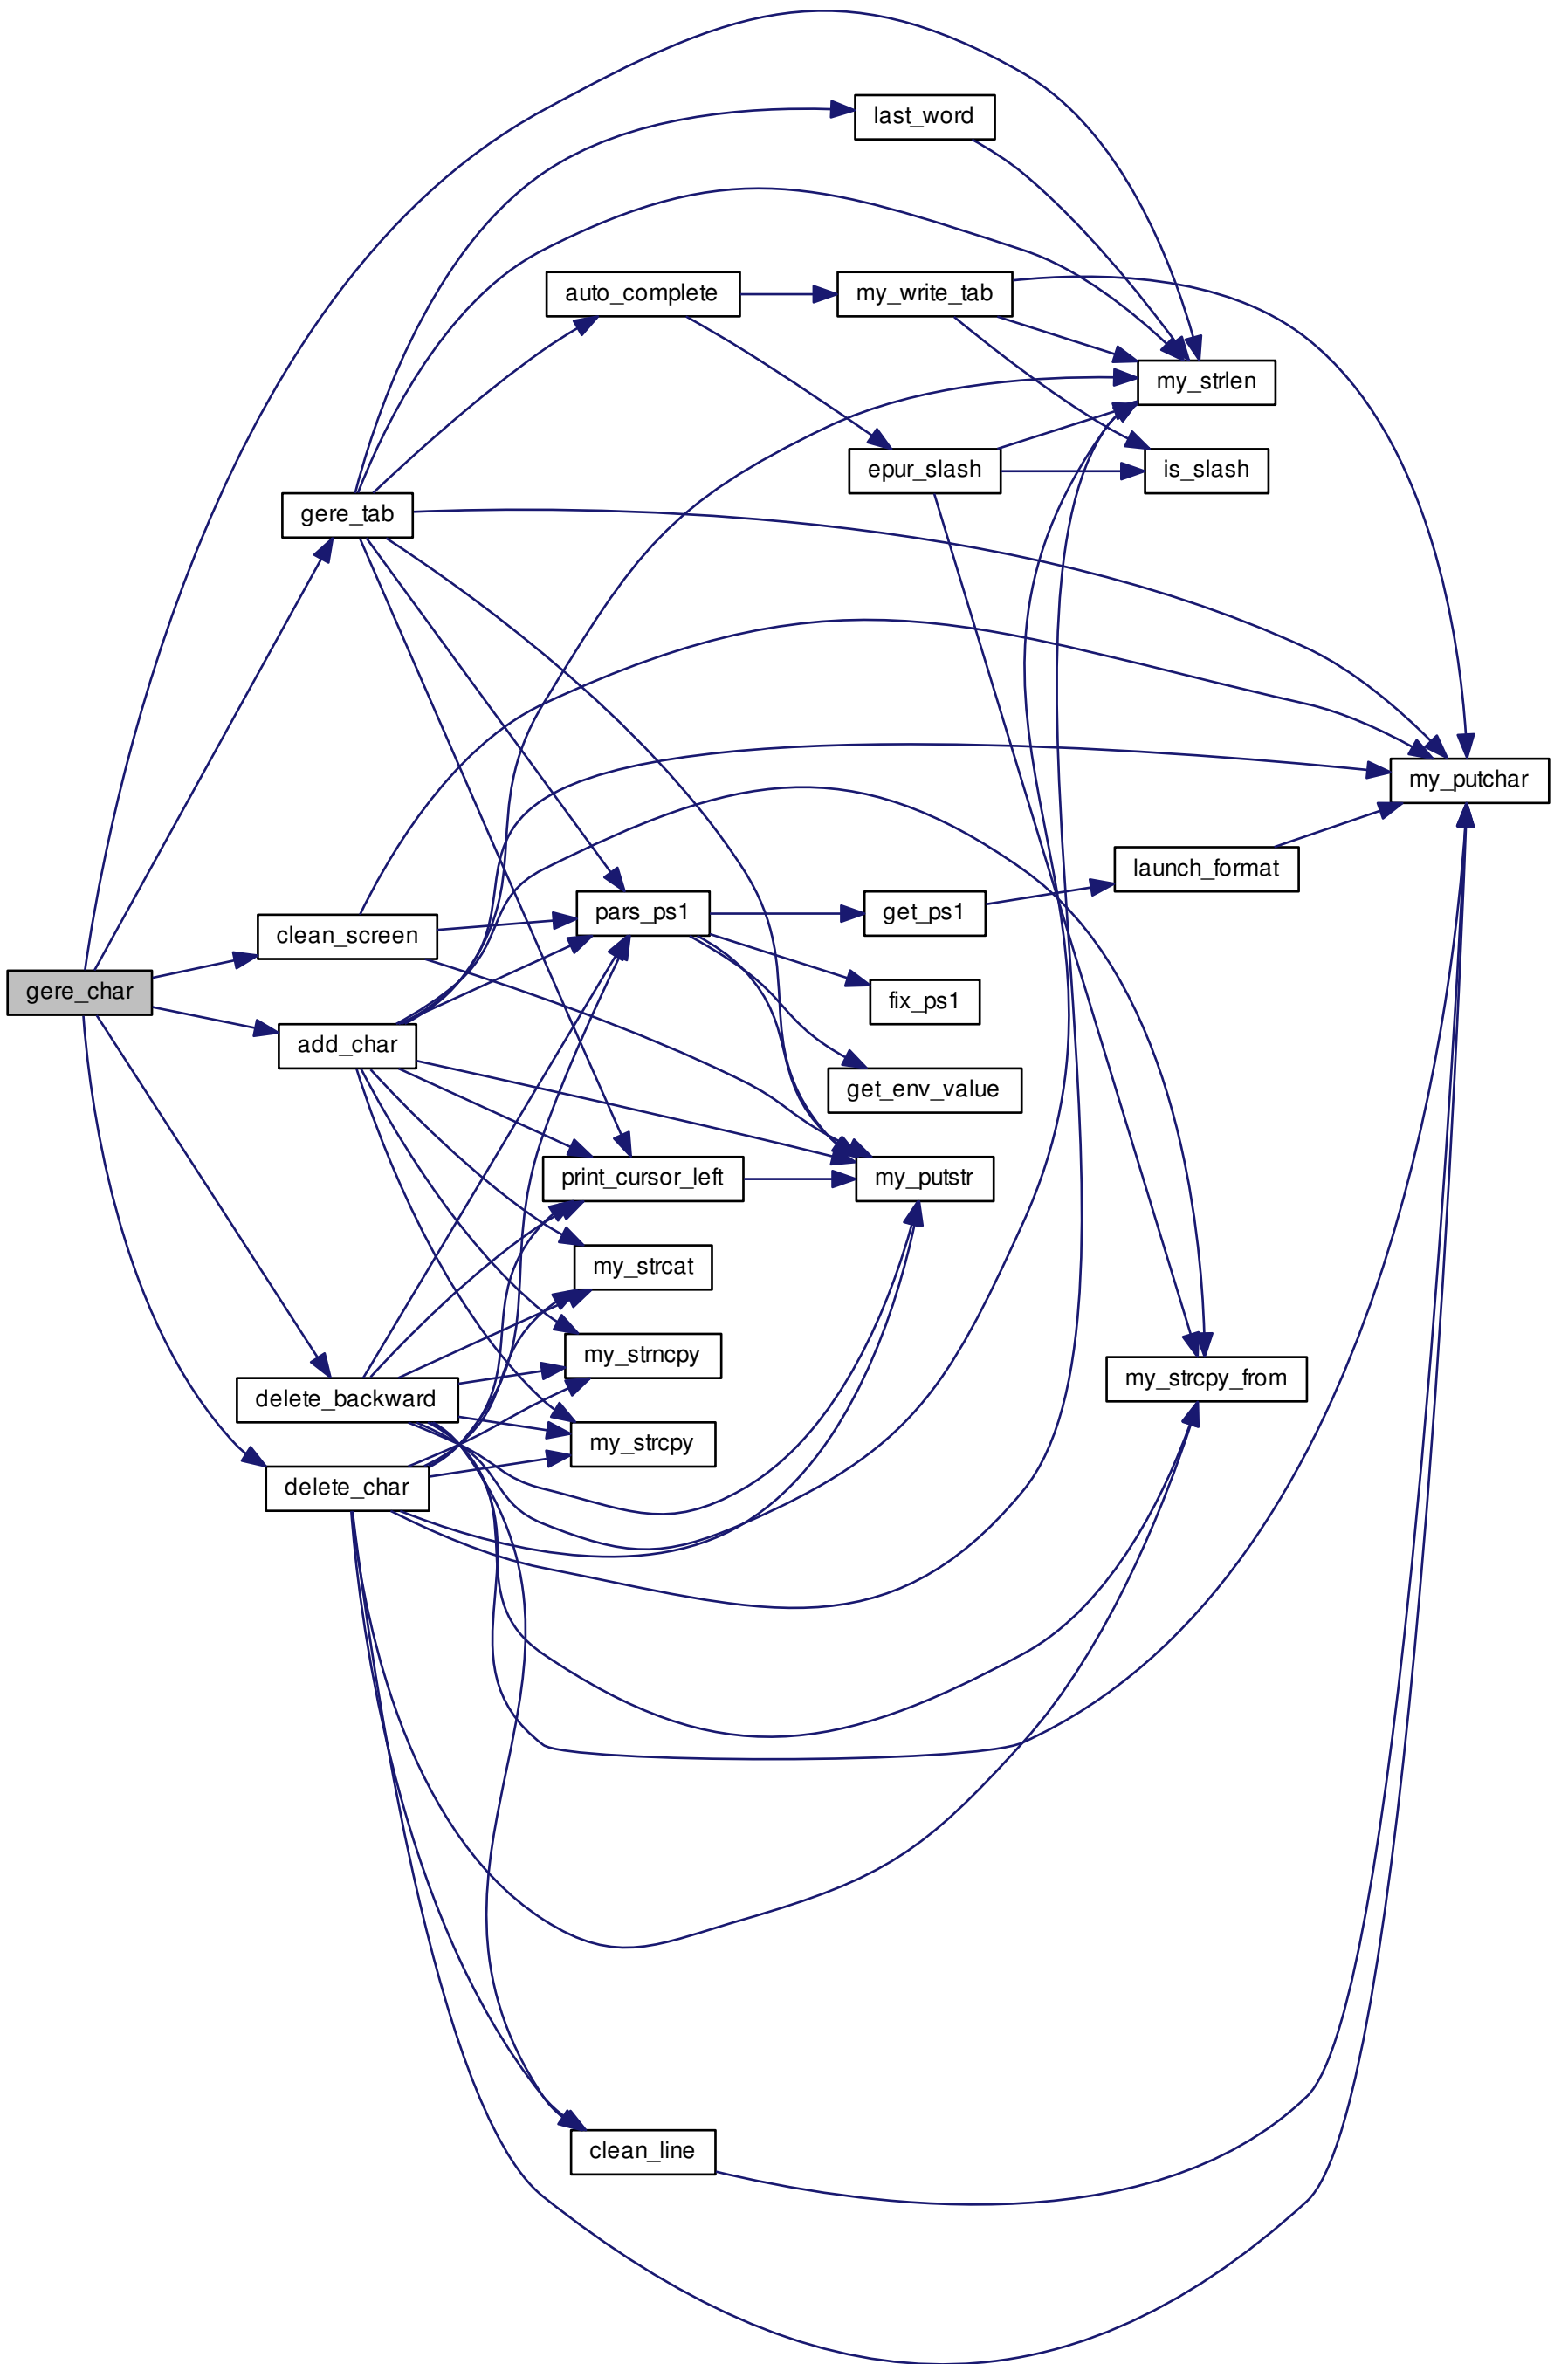 last_word
auto_complete
my_write_tab
my_strlen
epur_slash
is_slash
gere_tab
my_putchar
launch_format
pars_ps1
get_ps1
clean_screen
gere_char
fix_ps1
add_char
get_env_value
print_cursor_left
my_putstr
my_strcat
my_strncpy
my_strcpy_from
delete_backward
my_strcpy
delete_char
clean_line